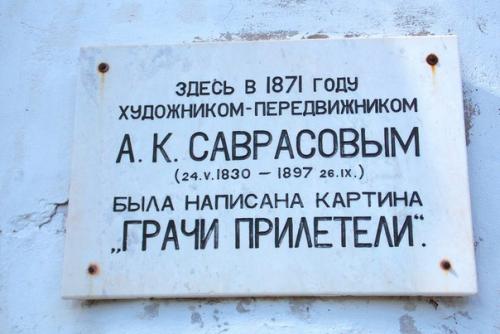 ЗДЕСЬ В 1871 ГОДУ
ХУДОЖНИКОМ-ПЕРЕДВИЖНИКОМ
А. К. САВРАСОВЫМ
(24.V.1830 – 1897 26.IX.)
БЫЛА НАПИСАНА КАРТИНА
„ГРАЧИ ПРИЛЕТЕЛИ“.